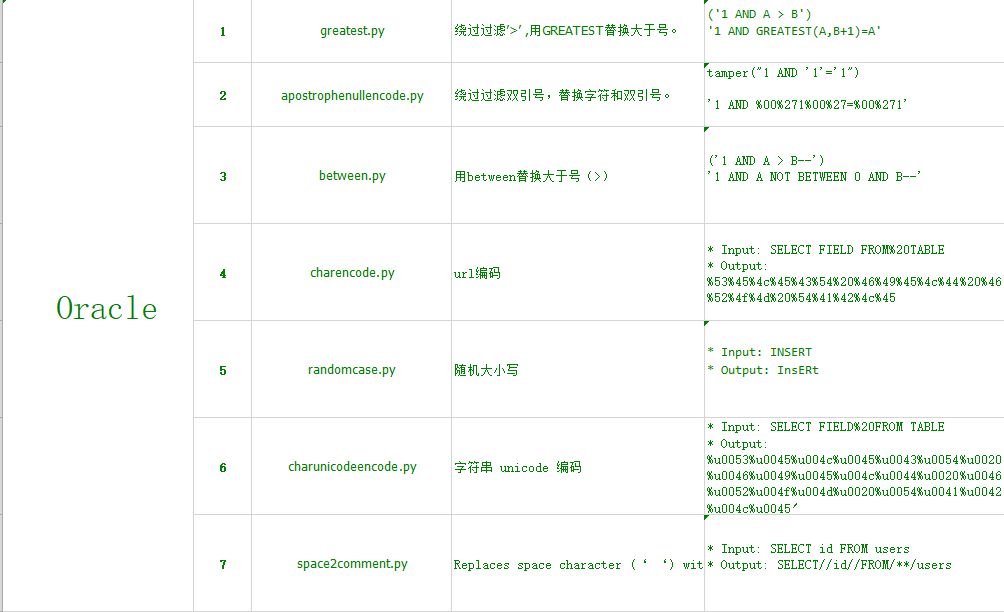 Oracle
1
greatest.py
绕过过滤'>' ,用GREATEST替换大于号。
('1 AND A > B')
'1 AND GREATEST(A,B+1)=A'
2
apostrophenullencode.py
绕过过滤双引号，替换字符和双引号。
tamper("1 AND '1'='1")
'1 AND %00%271%00%27=%00%271'
3
between.py
用between替换大于号（>）
('1 AND A > B--')
'1 AND A NOT BETWEEN 0 AND B--'
4
charencode.py
url编码
* Input: SELECT FIELD FROM%20TABLE
* Output:
%53%45%4c%45%43%54%20%46%49%45%4c%44%20%46
%52%4f%4d%20%54%41%42%4c%45
5
randomcase.py
随机大小写
* Input: INSERT
* Output: InsERt
6
charunicodeencode.py
字符串 unicode 编码
* Input: SELECT FIELD%20FROM TABLE
* Output:
%u0053%u0045%u004c%u0045%u0043%u0054%u0020
%u0046%u0049%u0045%u004c%u0044%u0020%u0046
%u0052%u004f%u004d%u0020%u0054%u0041%u0042
%u004c%u0045′
7
space2comment.py
Replaces space character (‘ ‘) wit
* Input: SELECT id FROM users
* Output: SELECT//id//FROM/**/users